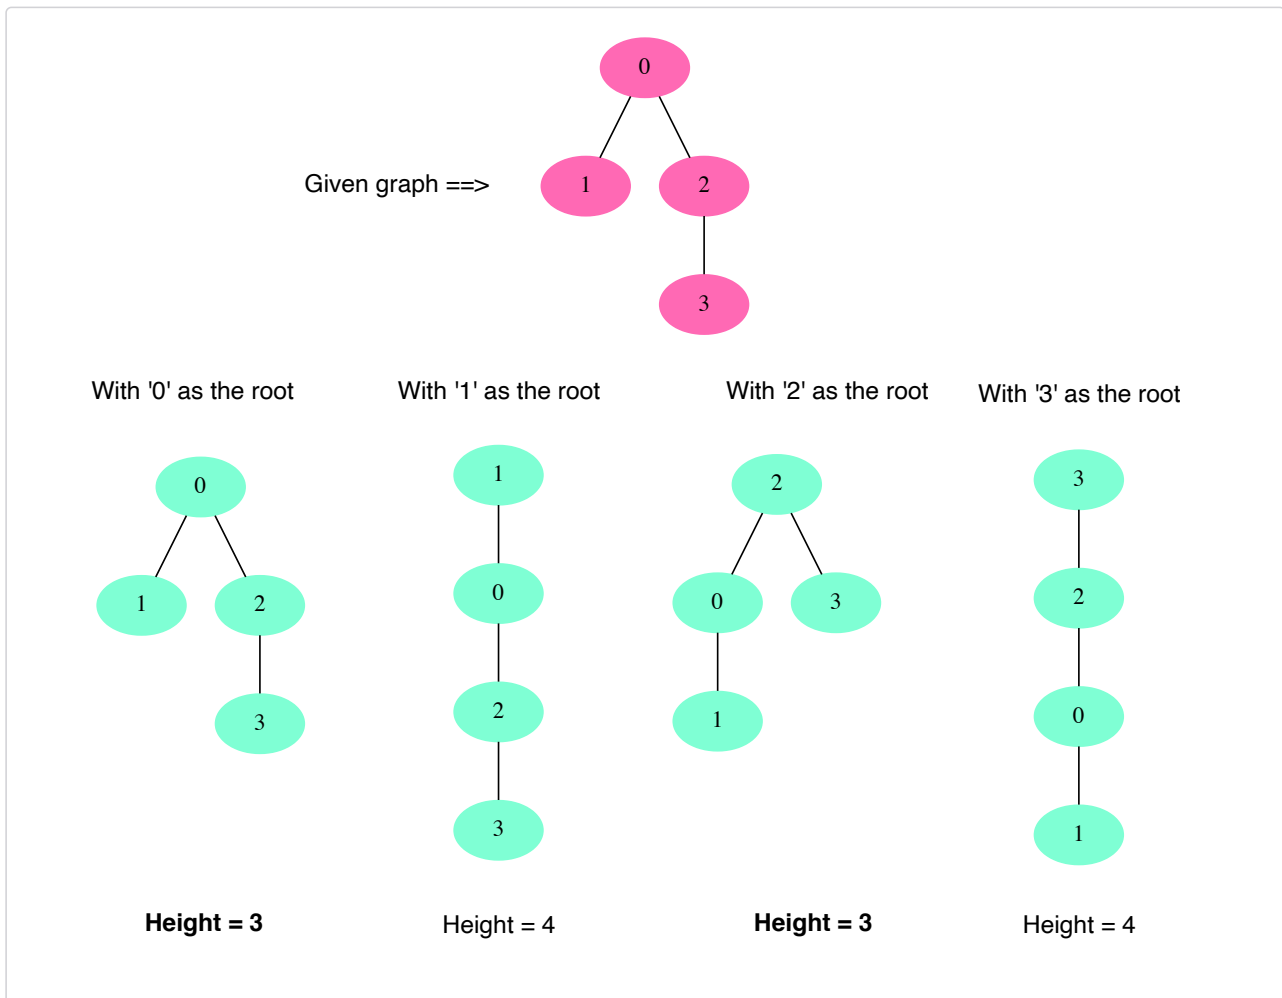 0
Given graph ==>
1 2
3
With '0' as the root
0
1 2
3
Height = 3
With '1' as the root
1
0
2
3
Height = 4
With '2' as the root
2
0 3
1
Height = 3
With '3' as the root
3
2
0
1
Height = 4